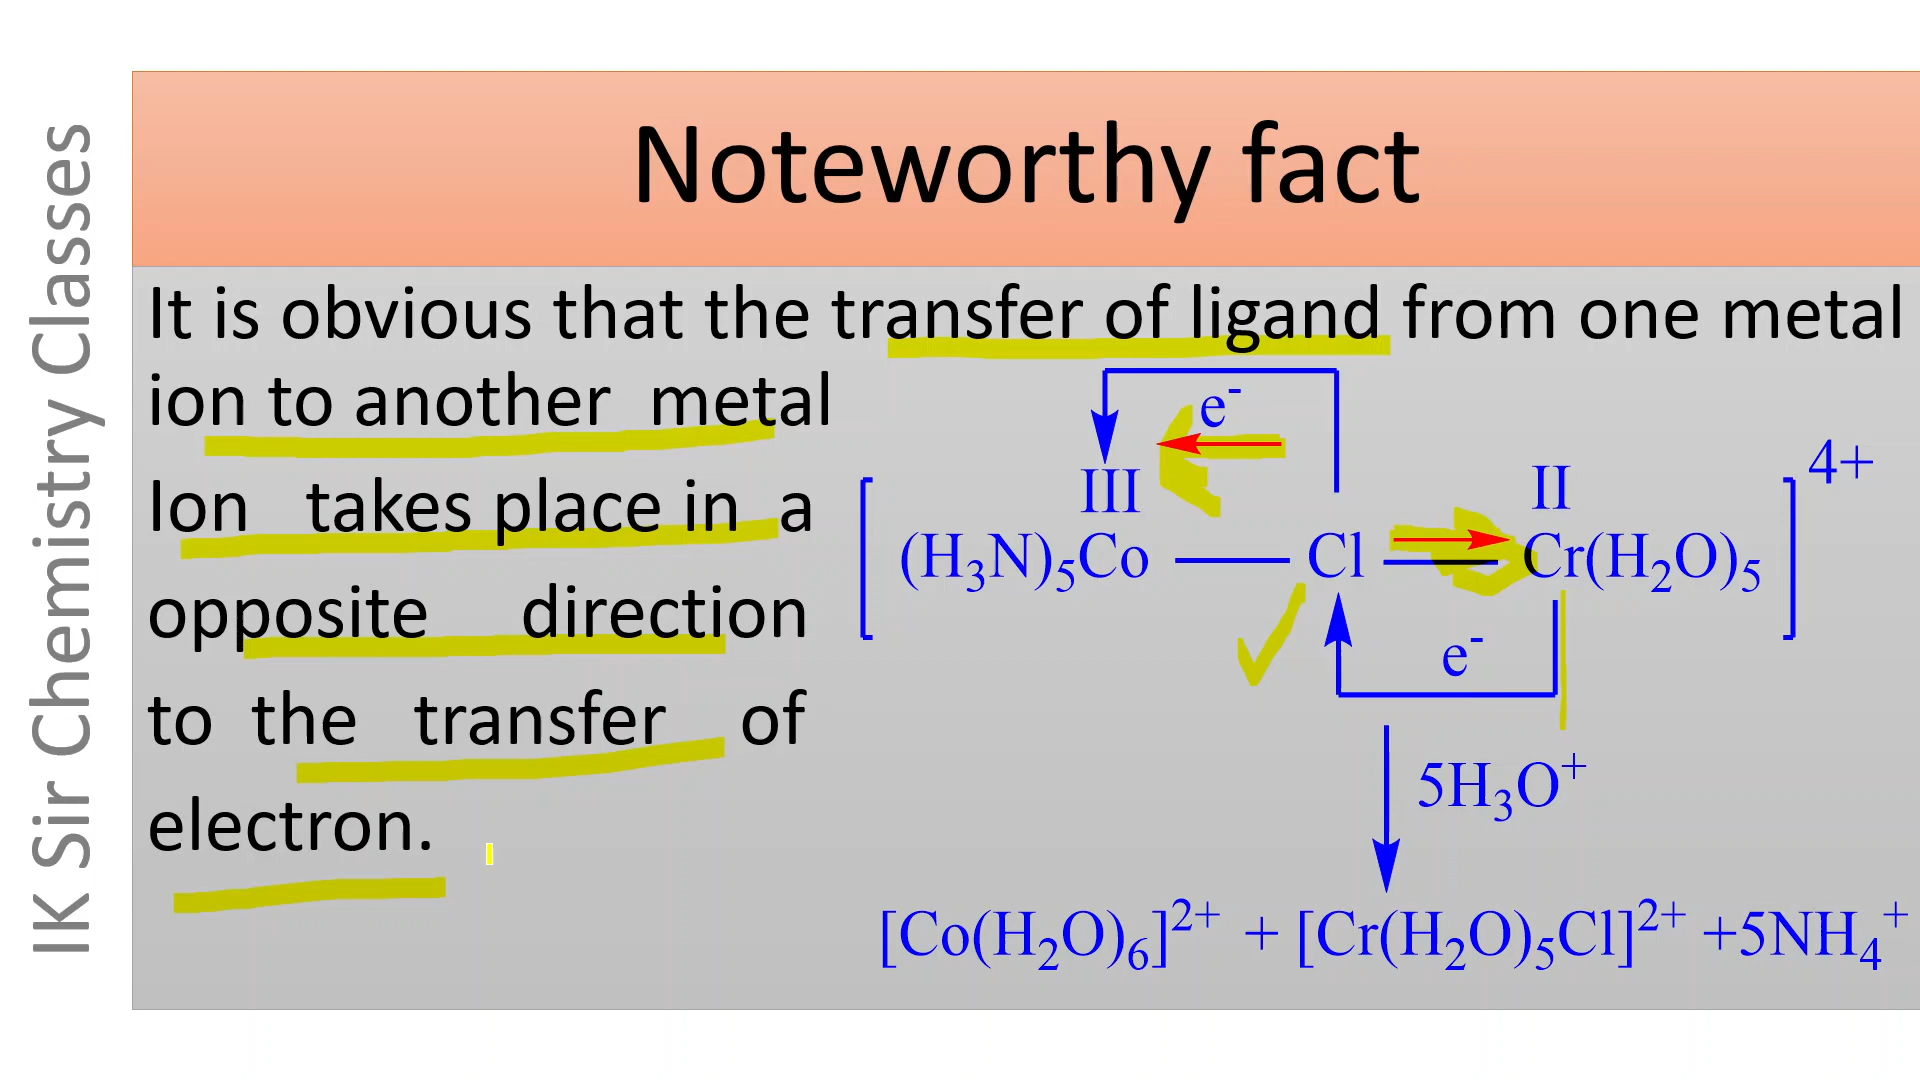 IK Sir Chemistry Classes
Noteworthy fact
It is obvious that the transfer of ligand from one metal
ion to another metal
Ion takes place in a
opposite direction
to the transfer of
electron.
e⁻
III
II
4+
[(H₃N)₅Co — Cl — Cr(H₂O)₅]
e⁻
5H₃O⁺
[Co(H₂O)₆]²⁺ + [Cr(H₂O)₅Cl]²⁺ +5NH₄⁺